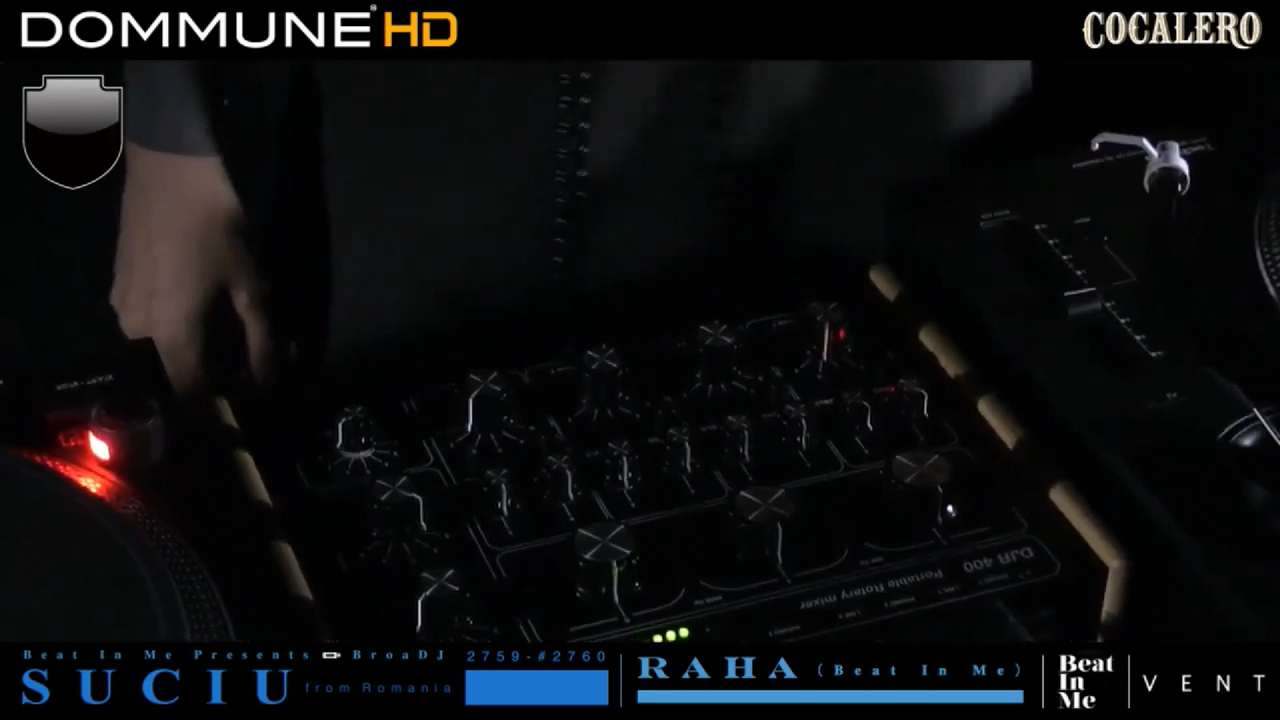 DOMMUNE® HD
COCALERO
DJR 400
Portable Rotary mixer
Beat In Me Presents BroaDJ
2759-#2760
SUCIU from Romania
RAHA (Beat In Me)
Beat
In
Me
VENT